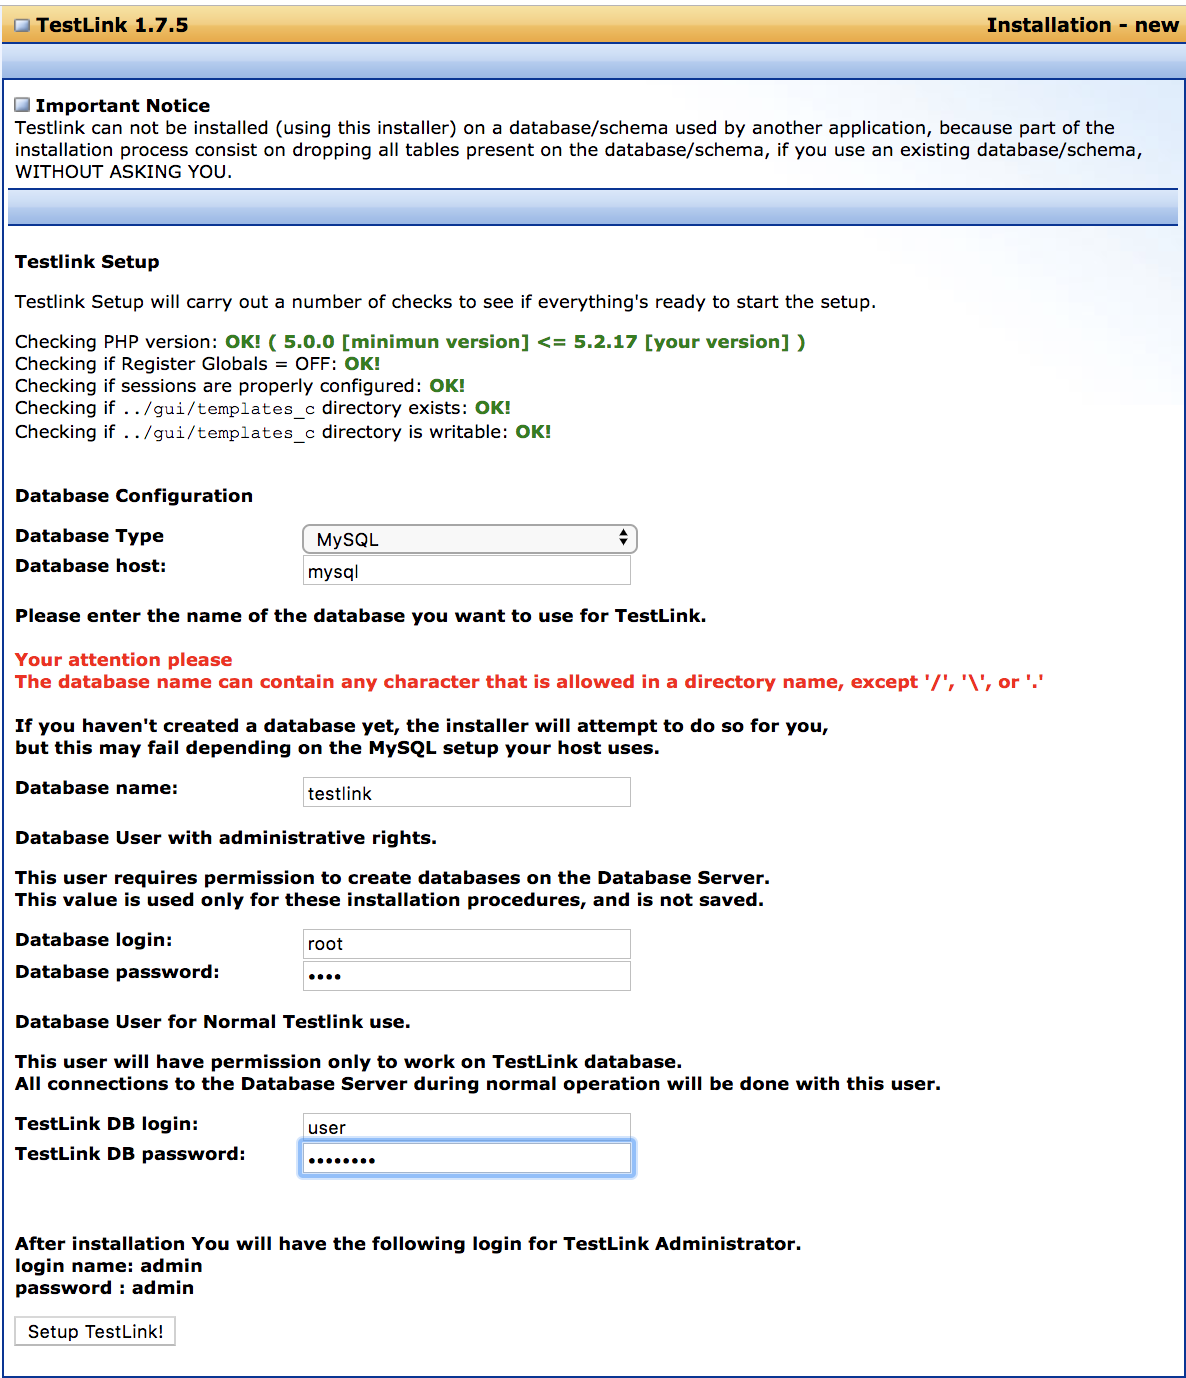 TestLink 1.7.5
Installation - new
Important Notice
Testlink can not be installed (using this installer) on a database/schema used by another application, because part of the
installation process consist on dropping all tables present on the database/schema, if you use an existing database/schema,
WITHOUT ASKING YOU.
Testlink Setup
Testlink Setup will carry out a number of checks to see if everything's ready to start the setup.
Checking PHP version: OK! ( 5.0.0 [minimun version] <= 5.2.17 [your version] )
Checking if Register Globals = OFF: OK!
Checking if sessions are properly configured: OK!
Checking if ../gui/templates_c directory exists: OK!
Checking if ../gui/templates_c directory is writable: OK!
Database Configuration
Database Type
MySQL
Database host:
mysql
Please enter the name of the database you want to use for TestLink.
Your attention please
The database name can contain any character that is allowed in a directory name, except '/', '\', or '.'
If you haven't created a database yet, the installer will attempt to do so for you,
but this may fail depending on the MySQL setup your host uses.
Database name:
testlink
Database User with administrative rights.
This user requires permission to create databases on the Database Server.
This value is used only for these installation procedures, and is not saved.
Database login:
root
Database password:
••••
Database User for Normal Testlink use.
This user will have permission only to work on TestLink database.
All connections to the Database Server during normal operation will be done with this user.
TestLink DB login:
user
TestLink DB password:
••••••••
After installation You will have the following login for TestLink Administrator.
login name: admin
password : admin
Setup TestLink!